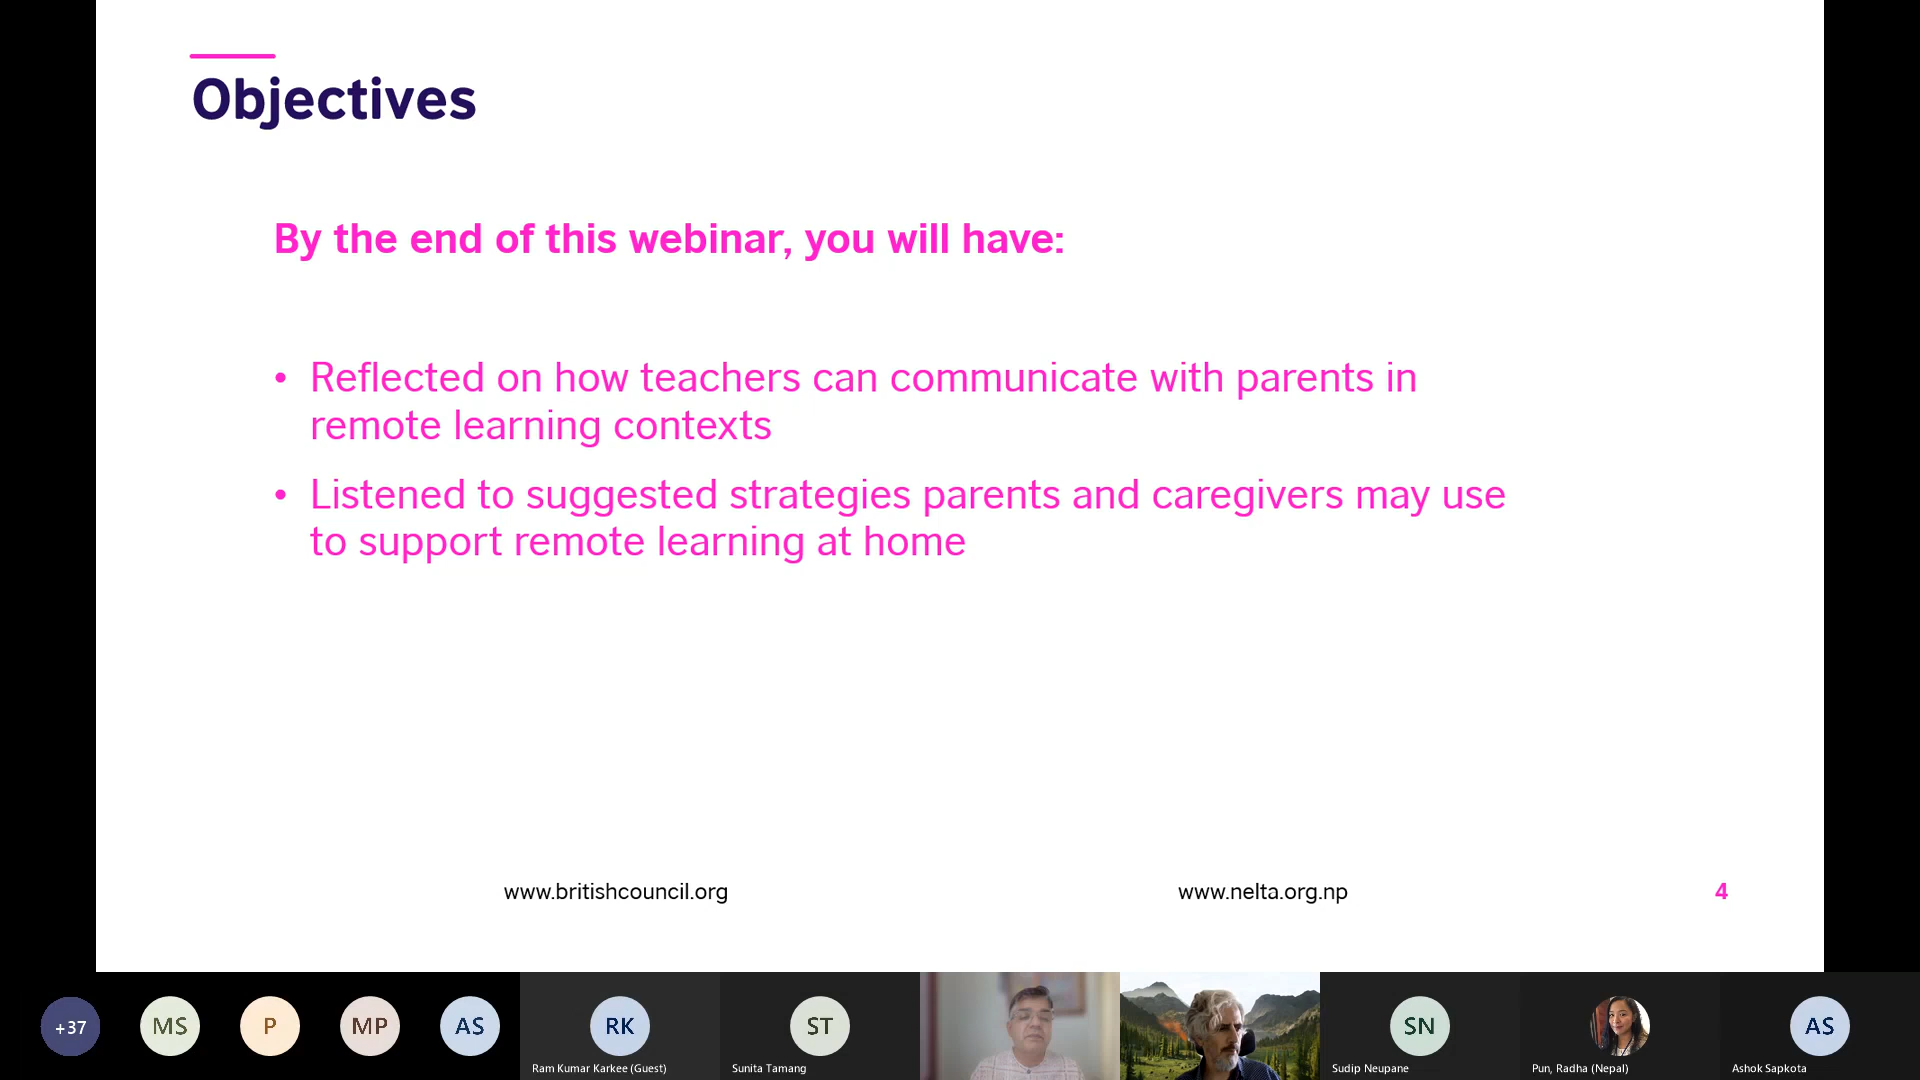 Objectives
By the end of this webinar, you will have:
• Reflected on how teachers can communicate with parents in
remote learning contexts
• Listened to suggested strategies parents and caregivers may use
to support remote learning at home
www.britishcouncil.org
www.nelta.org.np
4
+37
MS
P
MP
AS
RK
Ram Kumar Karkee (Guest)
ST
Sunita Tamang
SN
Sudip Neupane
Pun, Radha (Nepal)
AS
Ashok Sapkota